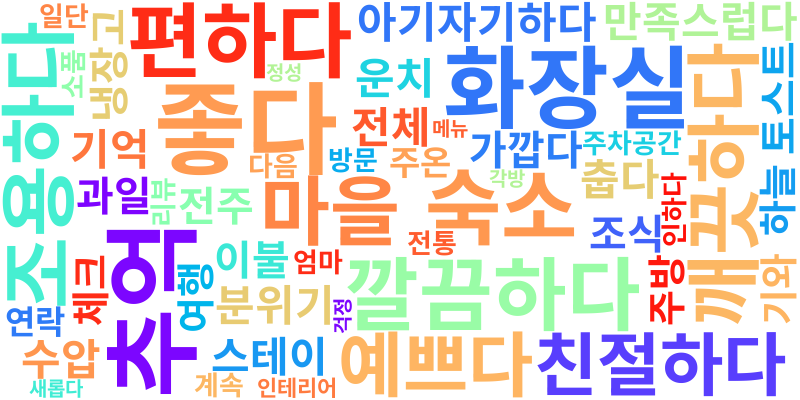 일단
냉장고
편하다
아기자기하다
만족스럽다
조용하다
소품
정성
운치
화장실
깨끗하다
토스트
기억
좋다
전체
메뉴
가깝다
주차공간
하늘
과일
다음
방문
주온
각방
춥다
전주
마을
숙소
조식
인하다
추억
체크
여행
이불
엄마
전통
깔끔하다
주방
기와
연락
분위기
걱정
수압
스테이
예쁘다
친절하다
새롭다
계속
인테리어